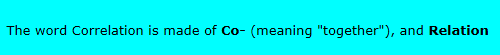 The word Correlation is made of Co- (meaning "together"), and Relation